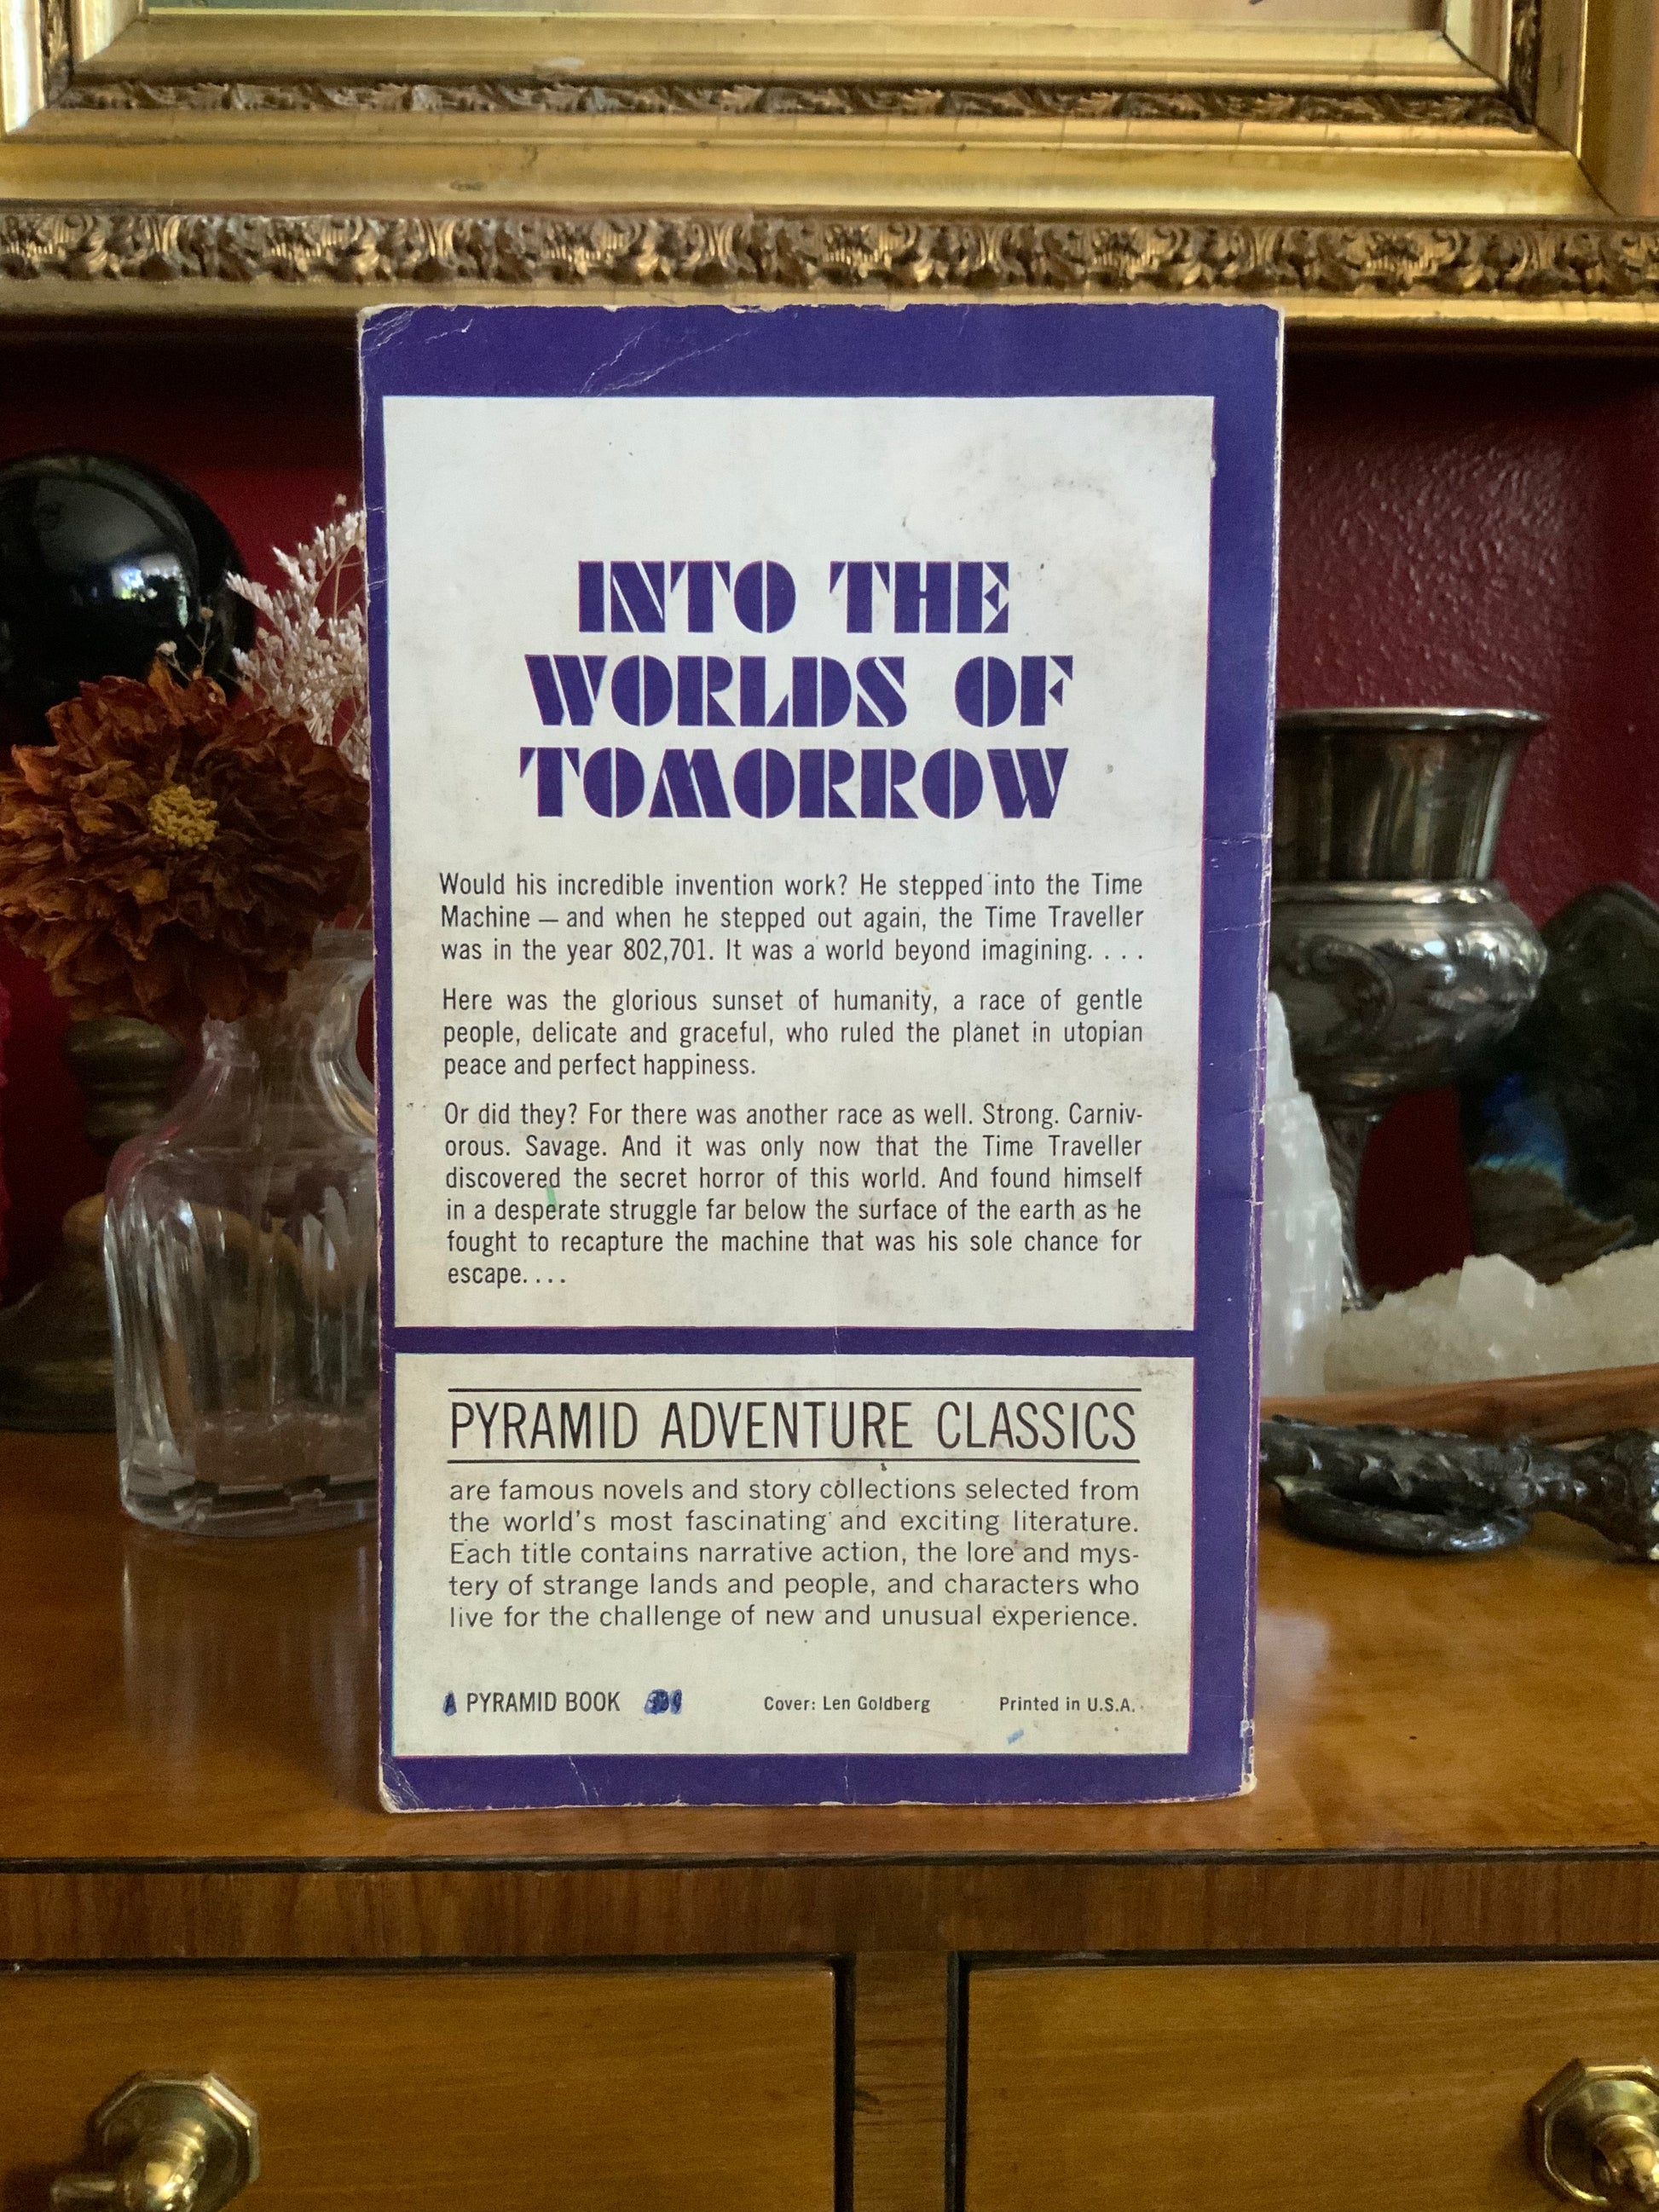 INTO THE
WORLDS OF
TOMORROW
Would his incredible invention work? He stepped into the Time
Machine — and when he stepped out again, the Time Traveller
was in the year 802,701. It was a world beyond imagining. . . .
Here was the glorious sunset of humanity, a race of gentle
people, delicate and graceful, who ruled the planet in utopian
peace and perfect happiness.
Or did they? For there was another race as well. Strong. Carniv-
orous. Savage. And it was only now that the Time Traveller
discovered the secret horror of this world. And found himself
in a desperate struggle far below the surface of the earth as he
fought to recapture the machine that was his sole chance for
escape. . . .
PYRAMID ADVENTURE CLASSICS
are famous novels and story collections selected from
the world's most fascinating and exciting literature.
Each title contains narrative action, the lore and mys-
tery of strange lands and people, and characters who
live for the challenge of new and unusual experience.
A PYRAMID BOOK Cover: Len Goldberg Printed in U.S.A.